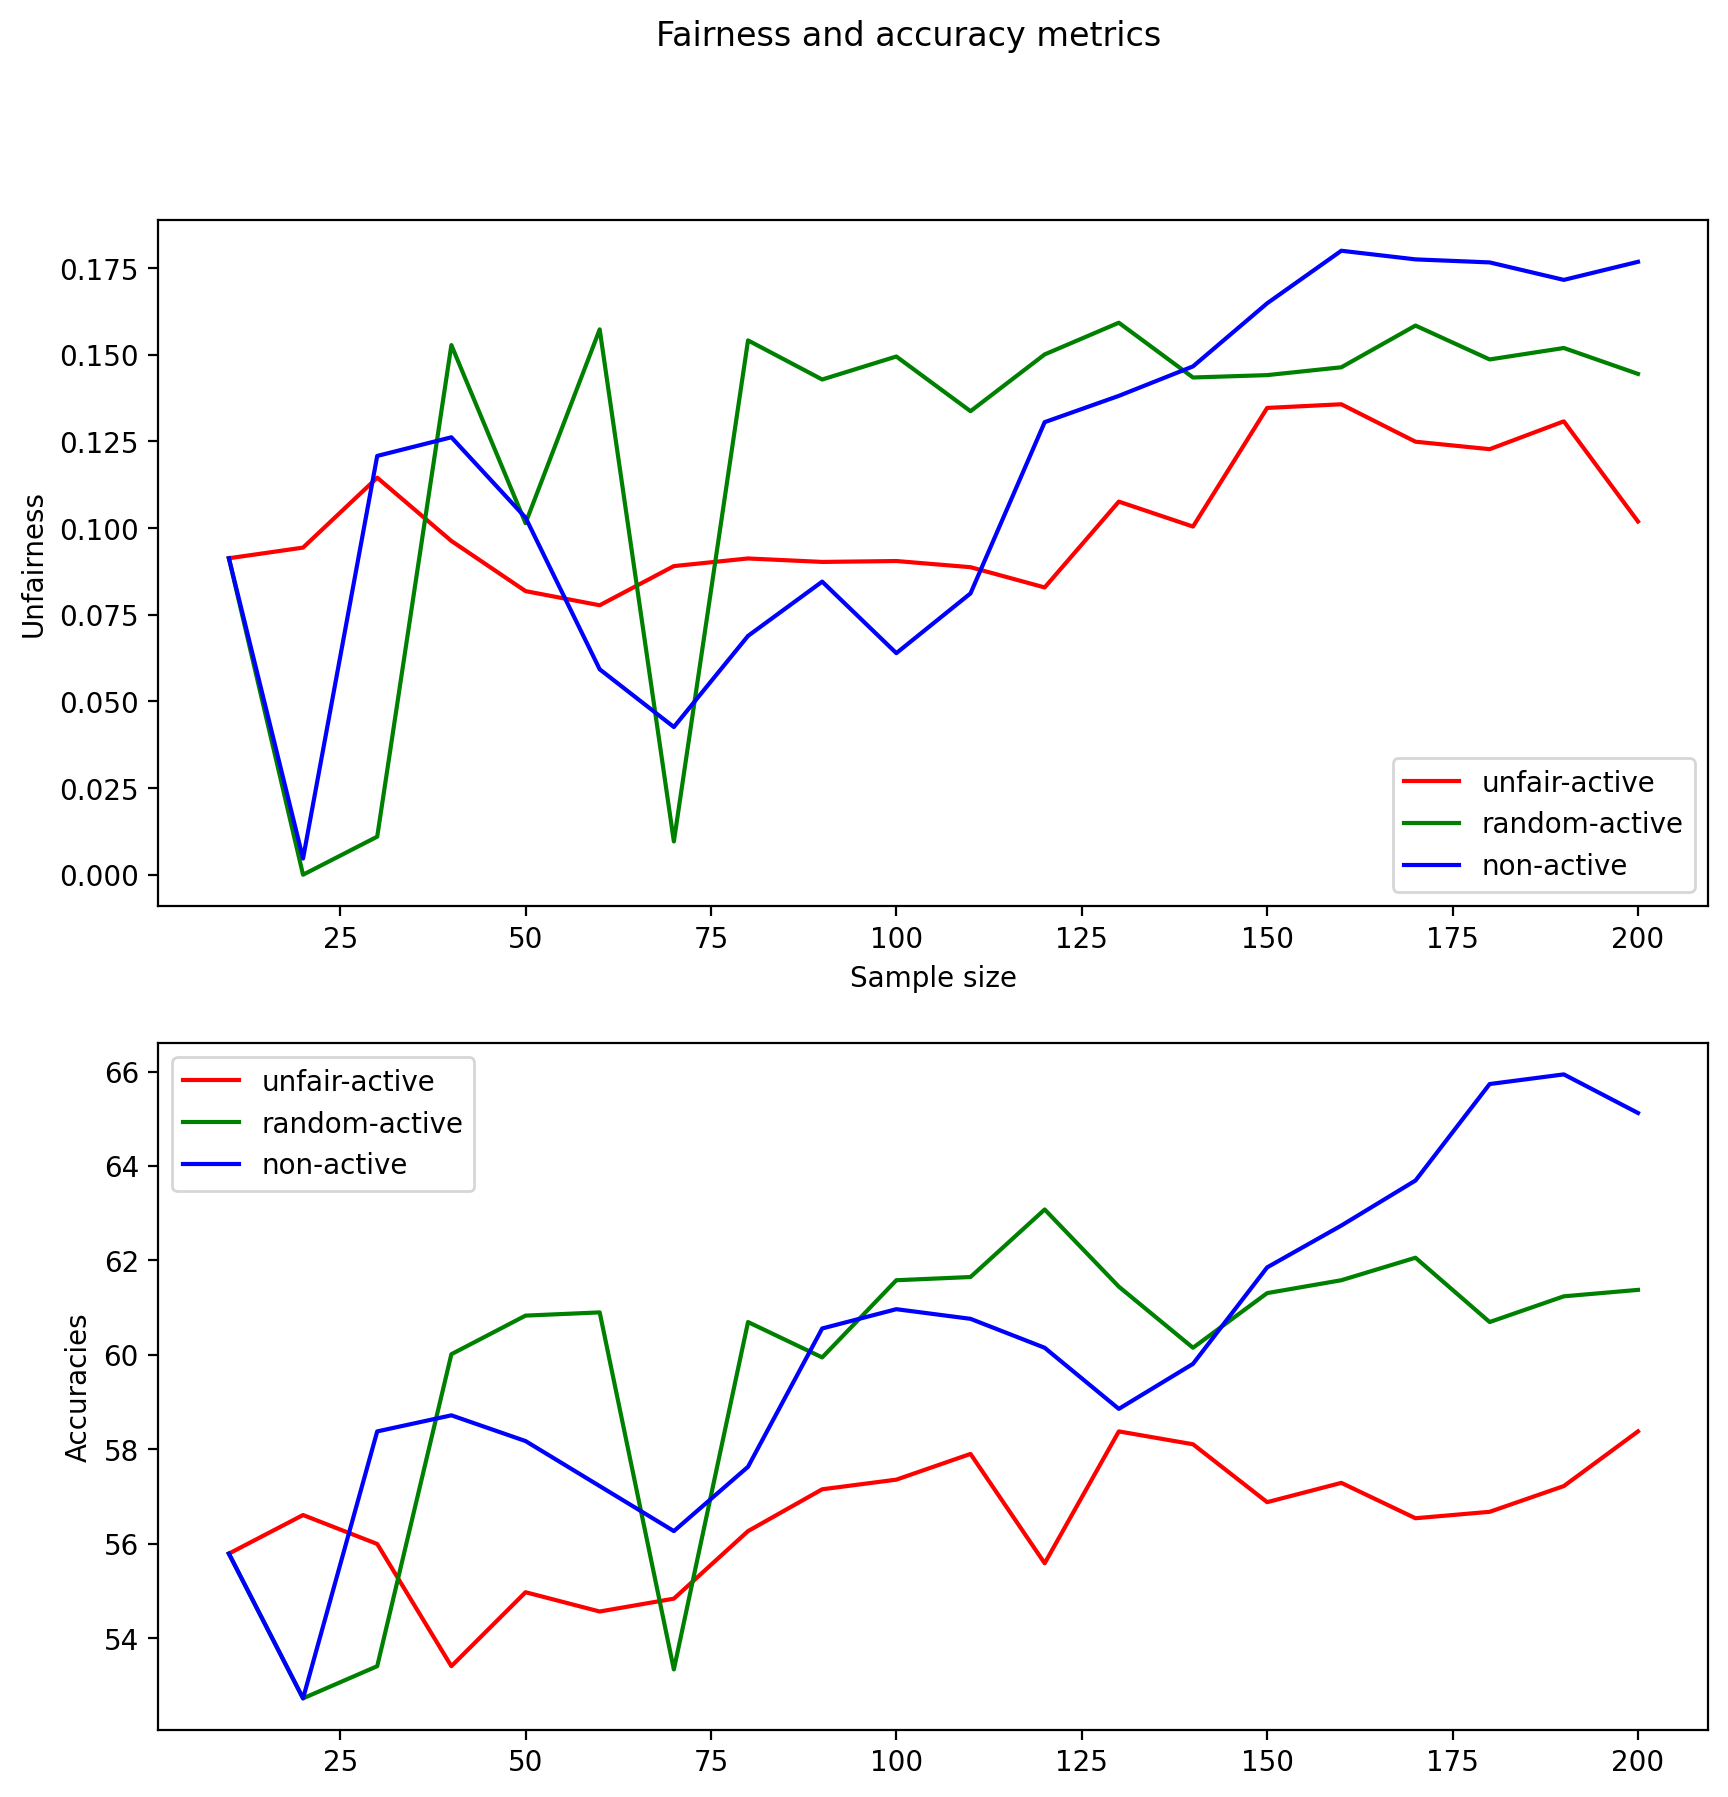 Fairness and accuracy metrics
Unfairness
0.175
0.150
0.125
0.100
0.075
0.050
0.025
0.000
unfair-active
random-active
non-active
25 50 75 100 125 150 175 200
Sample size
Accuracies
66
64
62
60
58
56
54
unfair-active
random-active
non-active
25 50 75 100 125 150 175 200